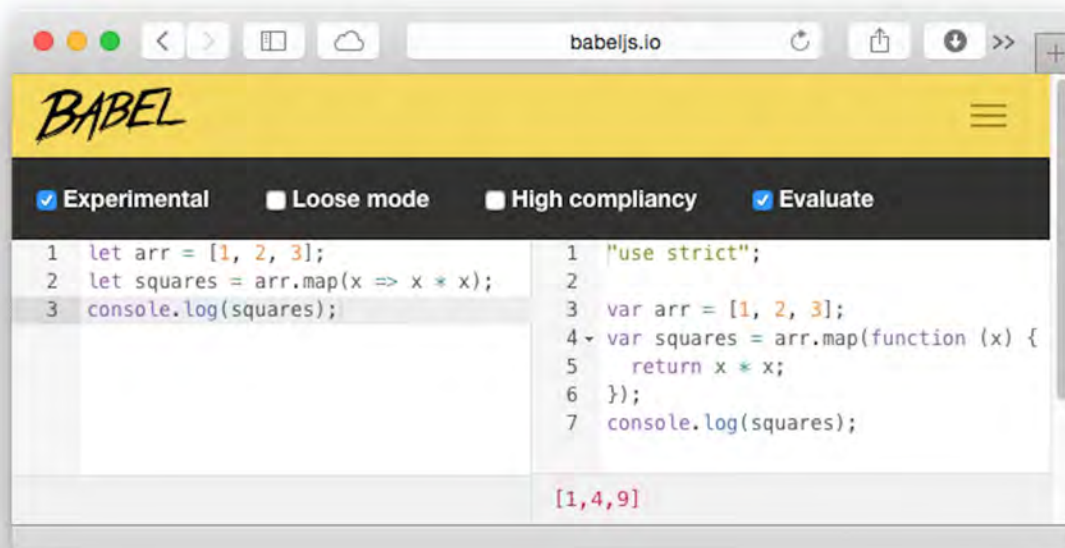 babeljs.io
BABEL
Experimental Loose mode High compliancy Evaluate
1 let arr = [1, 2, 3];
2 let squares = arr.map(x => x * x);
3 console.log(squares);
1 "use strict";
2
3 var arr = [1, 2, 3];
4 var squares = arr.map(function (x) {
5 return x * x;
6 });
7 console.log(squares);
[1,4,9]